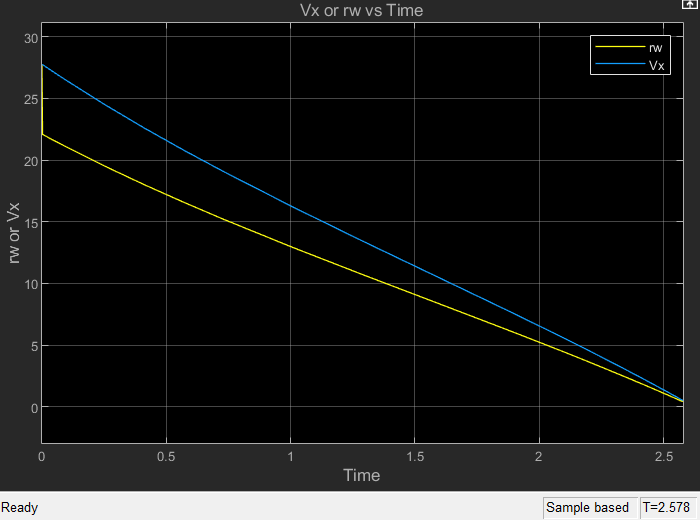 Vx or rw vs Time
rw
Vx
rw or Vx
30
25
20
15
10
5
0
0 0.5 1 1.5 2 2.5
Time
Ready Sample based T=2.578